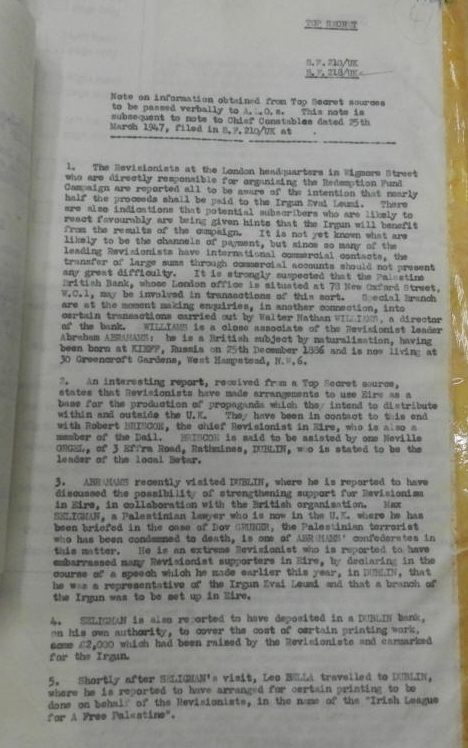 TOP SECRET
S.F. 210/UK
S.F. 218/UK
Note on information obtained from Top Secret sources
to be passed verbally to A.L.O.s. This note is
subsequent to note to Chief Constables dated 25th
March 1947, filed in S.F. 210/UK at
1. The Revisionists at the London headquarters in Wigmore Street
who are directly responsible for organising the Redemption Fund
Campaign are reported all to be aware of the intention that nearly
half the proceeds shall be paid to the Irgun Zvai Leumi. There
are also indications that potential subscribers who are likely to
react favourably are being given hints that the Irgun will benefit
from the results of the campaign. It is not yet known what are
likely to be the channels of payment, but since so many of the
leading Revisionists have international commercial contacts, the
transfer of large sums through commercial accounts should not present
any great difficulty. It is strongly suspected that the Palestine
British Bank, whose London office is situated at 78 New Oxford Street,
W.C.1, may be involved in transactions of this sort. Special Branch
are at the moment making enquiries, in another connection, into
certain transactions carried out by Walter Nathan WILLIAMS, a director
of the bank. WILLIAMS is a close associate of the Revisionist leader
Abraham ABRAHAMS; he is a British subject by naturalisation, having
been born at KIEFF, Russia on 25th December 1886 and is now living at
30 Greencroft Gardens, West Hampstead, N.W.6.
2. An interesting report, received from a Top Secret source,
states that Revisionists have made arrangements to use Eire as a
base for the production of propaganda which they intend to distribute
within and outside the U.K. They have been in contact to this end
with Robert BRISCOE, the chief Revisionist in Eire, who is also a
member of the Dail. BRISCOE is said to be asisted by one Neville
ORGEL, of 3 Effra Road, Rathmines, DUBLIN, who is stated to be the
leader of the local Betar.
3. ABRAHAMS recently visited DUBLIN, where he is reported to have
discussed the possibility of strengthening support for Revisionism
in Eire, in collaboration with the British organisation. Max
SELIGMAN, a Palestinian lawyer who is now in the U.K. where he has
been briefed in the case of Dov GRUNER, the Palestinian terrorist
who has been condemned to death, is one of ABRAHAMS' confederates in
this matter. He is an extreme Revisionist who is reported to have
embarrassed many Revisionist supporters in Eire, by declaring in the
course of a speech which he made earlier this year, in DUBLIN, that
he was a representative of the Irgun Zvai Leumi and that a branch of
the Irgun was to be set up in Eire.
4. SELIGMAN is also reported to have deposited in a DUBLIN bank,
on his own authority, to cover the cost of certain printing work,
some £2,000 which had been raised by the Revisionists and earmarked
for the Irgun.
5. Shortly after SELIGMAN's visit, Leo BELLA travelled to DUBLIN,
where he is reported to have arranged for certain printing to be
done on behalf of the Revisionists, in the name of the "Irish League
for A Free Palestine".